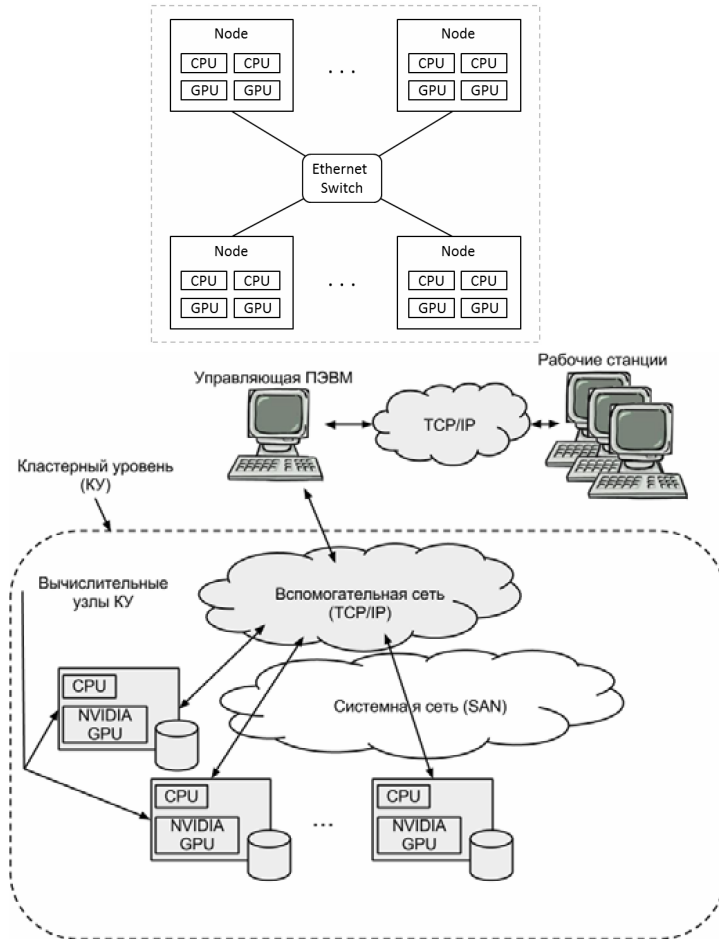 Node
Node
CPU CPU
CPU CPU
. . .
GPU GPU
GPU GPU
Ethernet
Switch
Node
Node
CPU CPU
CPU CPU
. . .
GPU GPU
GPU GPU
Рабочие станции
Управляющая ПЭВМ
TCP/IP
Кластерный уровень
(КУ)
Вычислительные
узлы КУ
Вспомогательная сеть
(TCP/IP)
Системная сеть (SAN)
CPU
NVIDIA
GPU
CPU
NVIDIA
GPU
...
CPU
NVIDIA
GPU